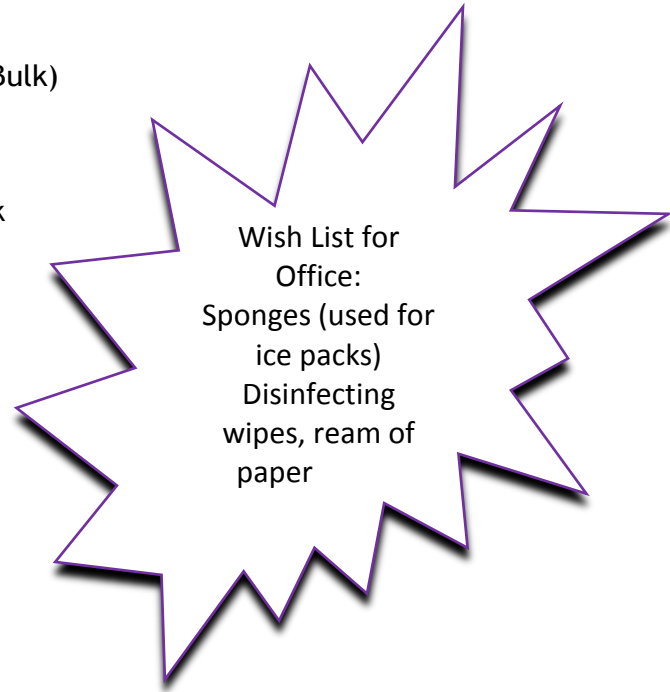 Bulk)
k
Wish List for
Office:
Sponges (used for
ice packs)
Disinfecting
wipes, ream of
paper